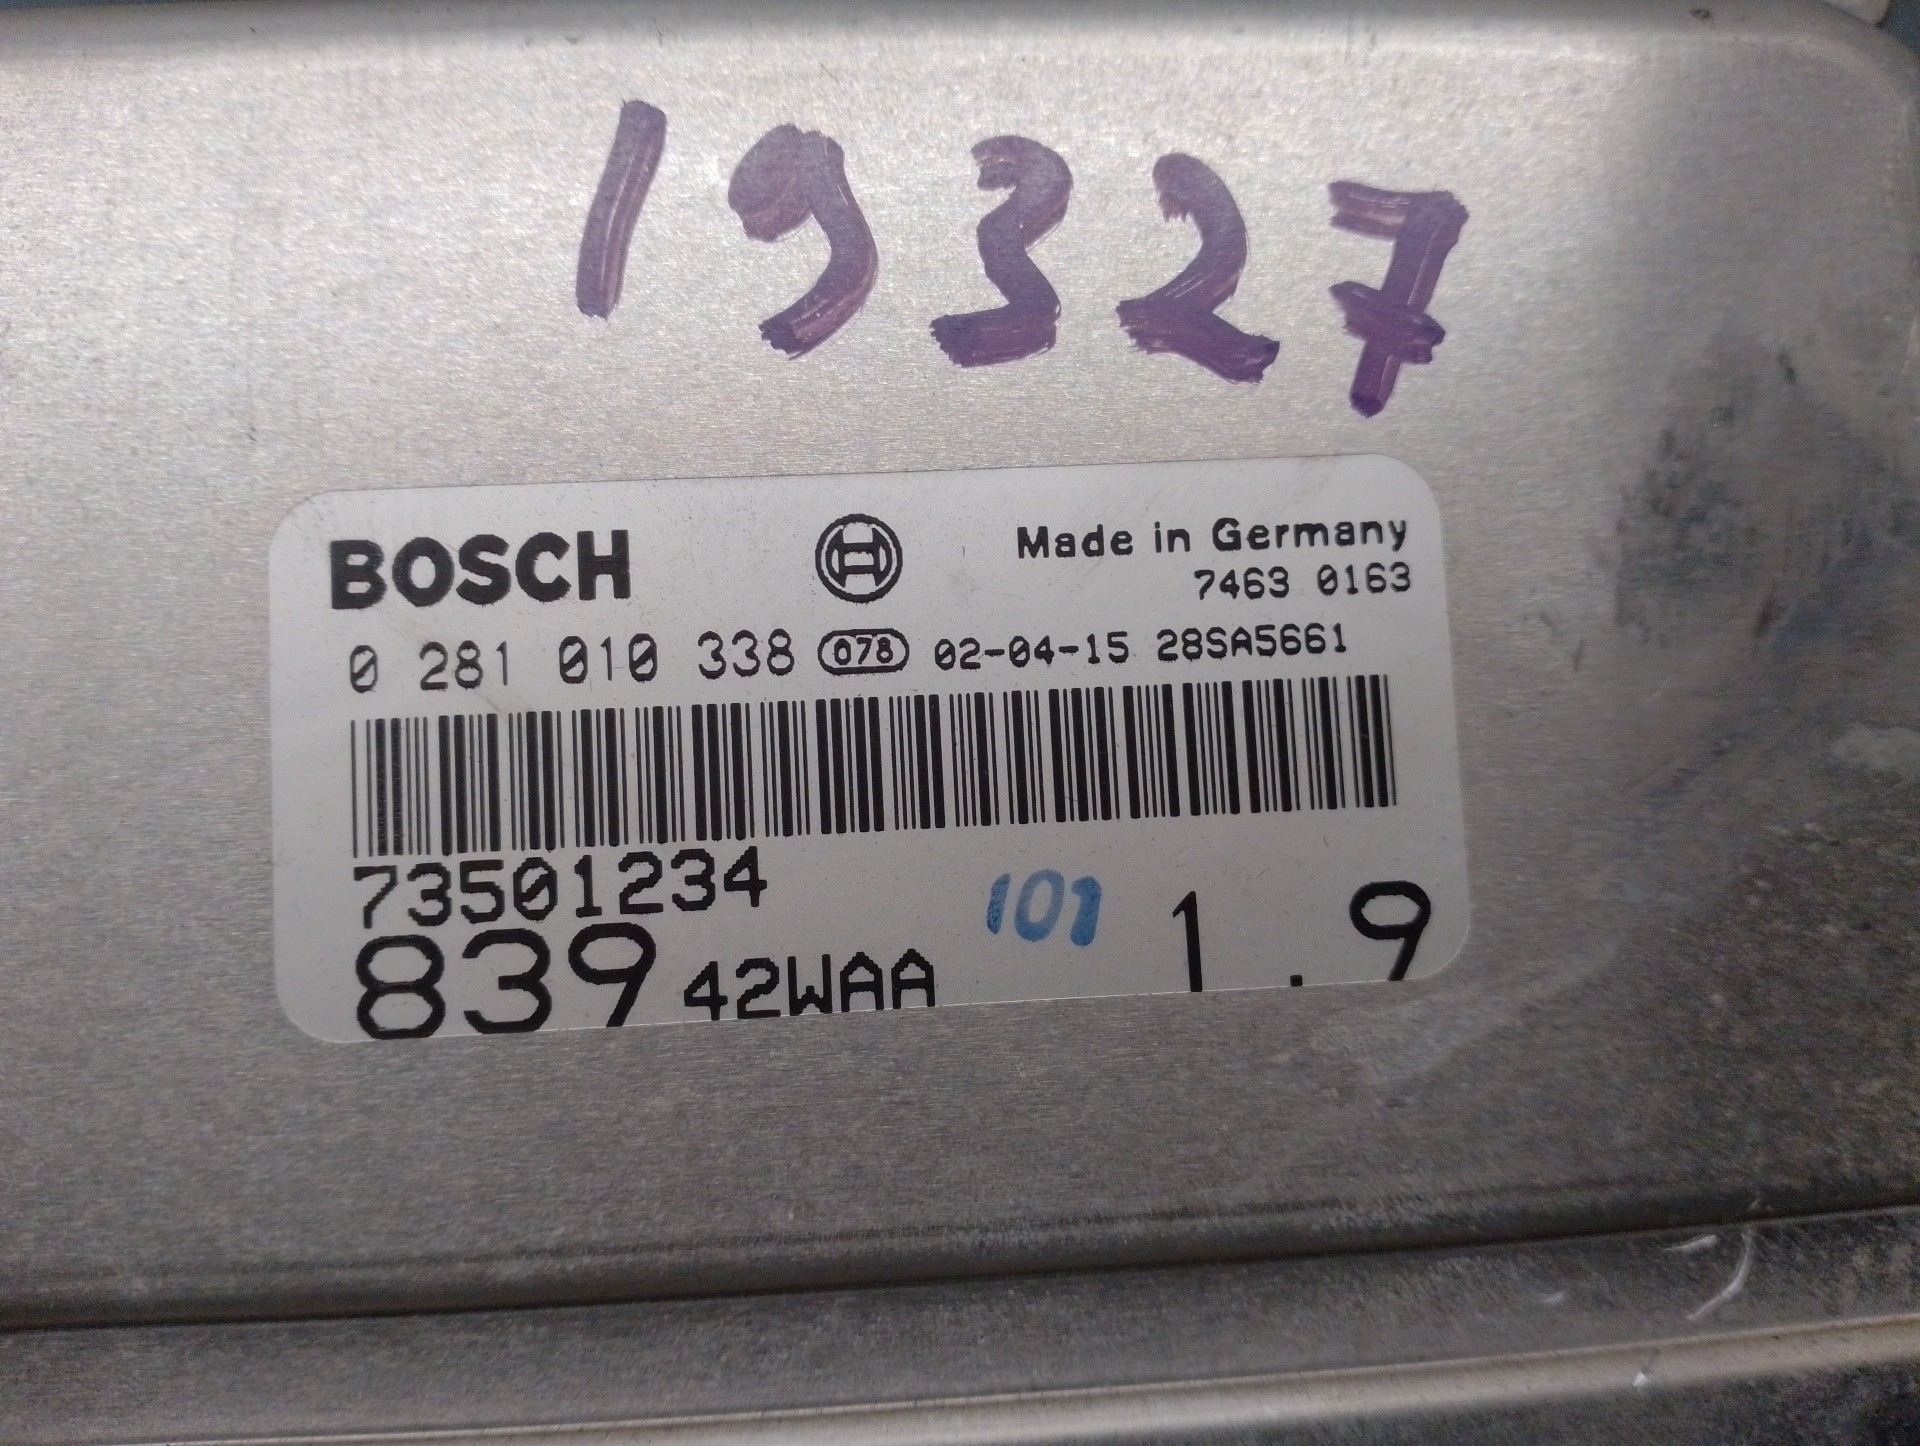 19327
BOSCH Made in Germany
7463 0163
0 281 010 338 078 02-04-15 28SA5661
73501234
101
839 42WAA 1.9